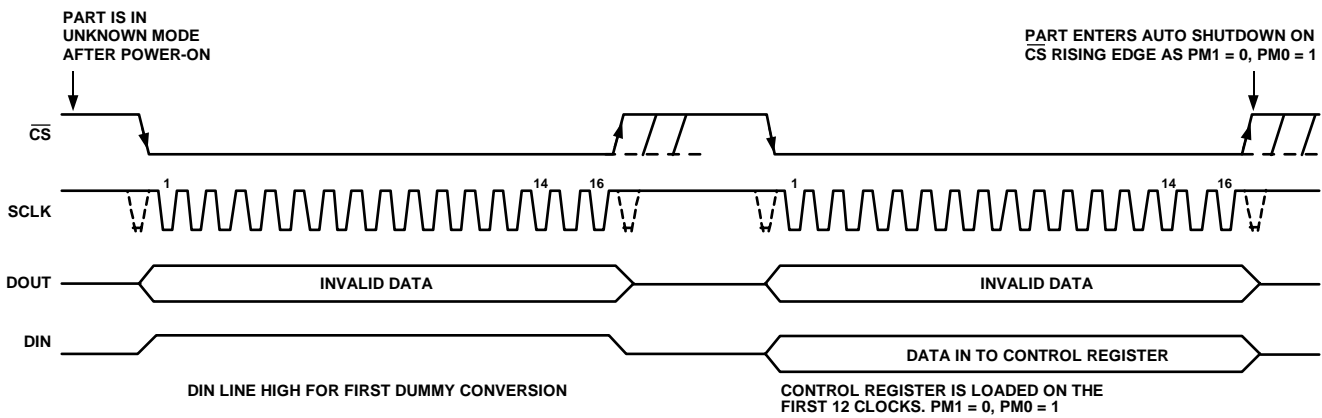 PART IS IN
UNKNOWN MODE
AFTER POWER-ON
PART ENTERS AUTO SHUTDOWN ON
CS RISING EDGE AS PM1 = 0, PM0 = 1
CS
SCLK
1
14
16
1
14
16
DOUT
INVALID DATA
INVALID DATA
DIN
DATA IN TO CONTROL REGISTER
DIN LINE HIGH FOR FIRST DUMMY CONVERSION
CONTROL REGISTER IS LOADED ON THE
FIRST 12 CLOCKS. PM1 = 0, PM0 = 1